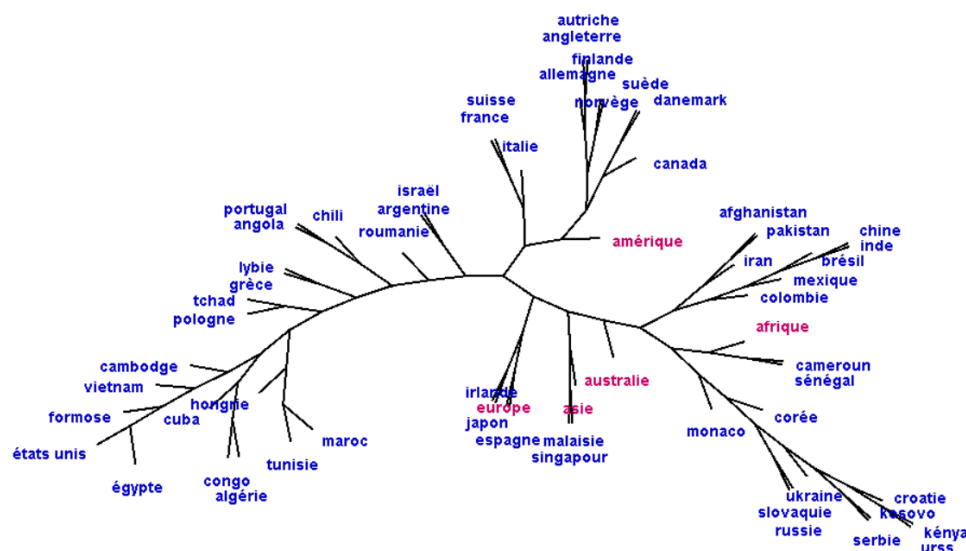 autriche
angleterre
finlande
allemagne
suède
norvège
danemark
suisse
france
italie
canada
israël
argentine
portugal
angola
chili
roumanie
amérique
afghanistan
pakistan
chine
inde
iran
brésil
mexique
colombie
lybie
grèce
tchad
pologne
afrique
cambodge
vietnam
hongrie
formose
cuba
états unis
maroc
tunisie
égypte
congo
algérie
australie
irlande
europe
asie
japon
espagne
malaisie
singapour
cameroun
sénégal
corée
monaco
ukraine
slovaquie
russie
croatie
kosovo
serbie
kénya
urss